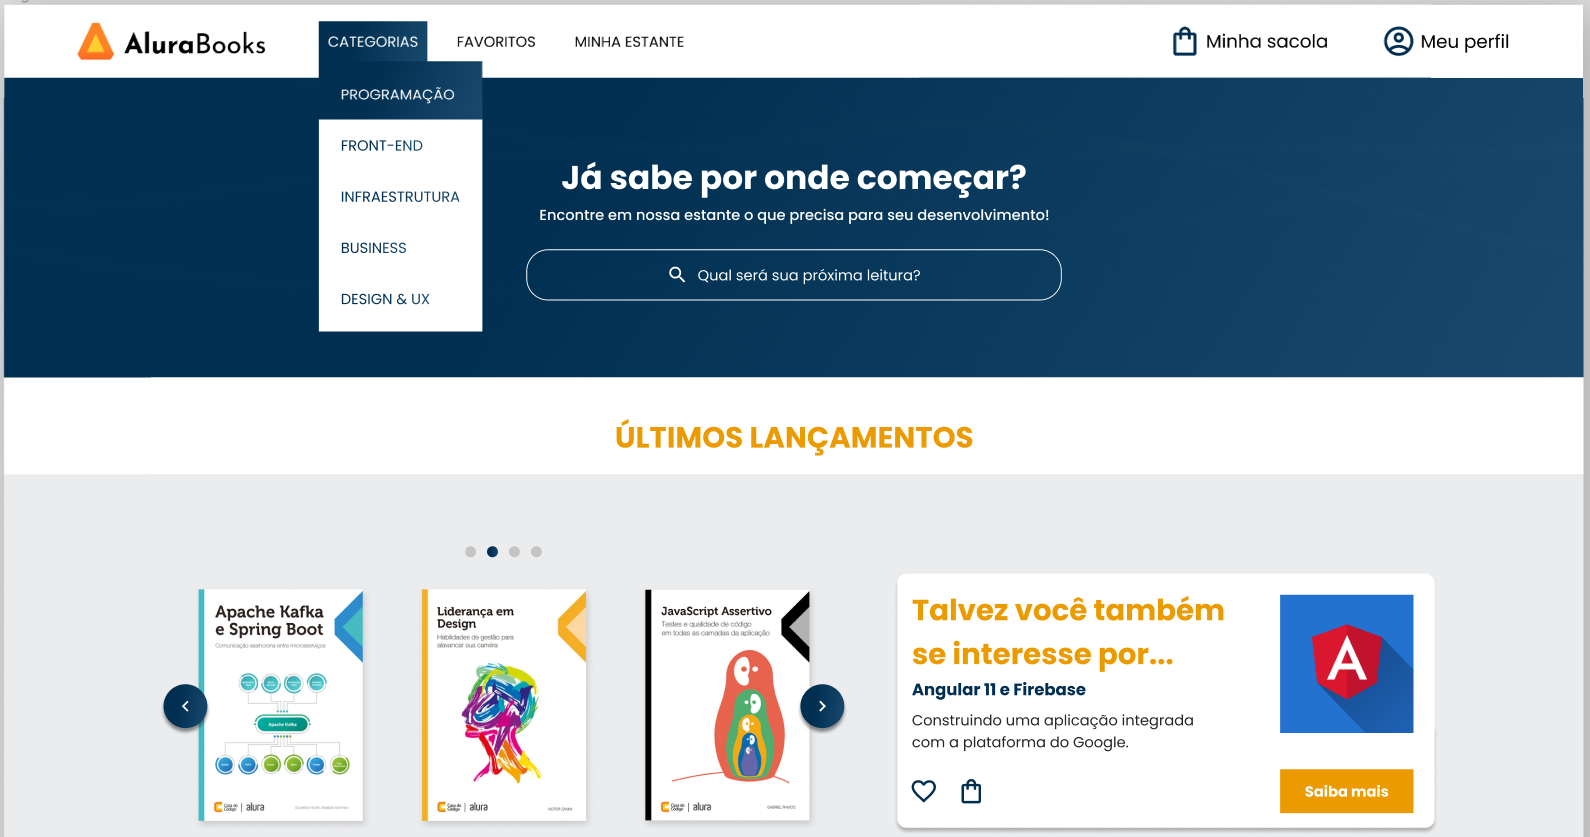 AluraBooks
CATEGORIAS
FAVORITOS
MINHA ESTANTE
Minha sacola
Meu perfil
PROGRAMAÇÃO
FRONT-END
INFRAESTRUTURA
BUSINESS
DESIGN & UX
Já sabe por onde começar?
Encontre em nossa estante o que precisa para seu desenvolvimento!
Qual será sua próxima leitura?
ÚLTIMOS LANÇAMENTOS
Apache Kafka
e Spring Boot
Comunicação assíncrona entre microsserviços
Apache Kafka
Casa do
Código
alura
Liderança em
Design
Habilidades de gestão para
alavancar sua carreira
Casa do
Código
alura
JavaScript Assertivo
Testes e qualidade de código
em todas as camadas da aplicação
Casa do
Código
alura
GABRIEL RAMOS
Talvez você também
se interesse por...
Angular 11 e Firebase
Construindo uma aplicação integrada
com a plataforma do Google.
A
Saiba mais